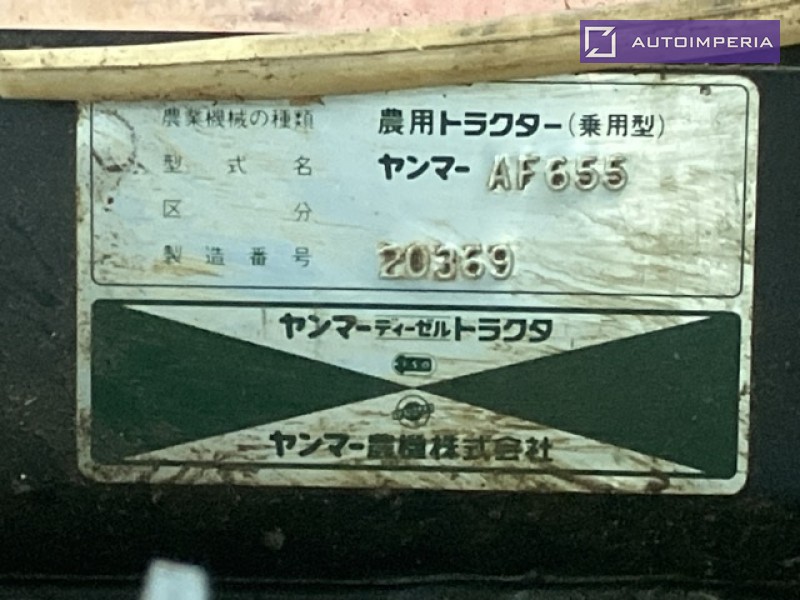 AUTOIMPERIA
農業機械の種類 農用トラクター(乗用型)
型式名 ヤンマー AF655
区分
製造番号 20369
ヤンマーディーゼルトラクタ
ヤンマー農機株式会社